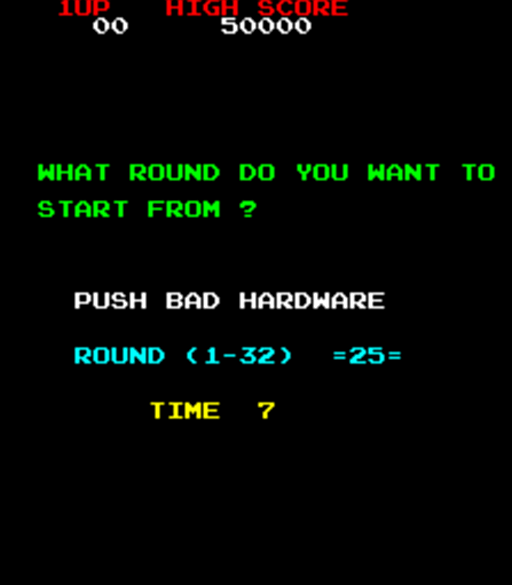 1UP HIGH SCORE
00 50000
WHAT ROUND DO YOU WANT TO
START FROM ?
PUSH BAD HARDWARE
ROUND (1-32) =25=
TIME 7